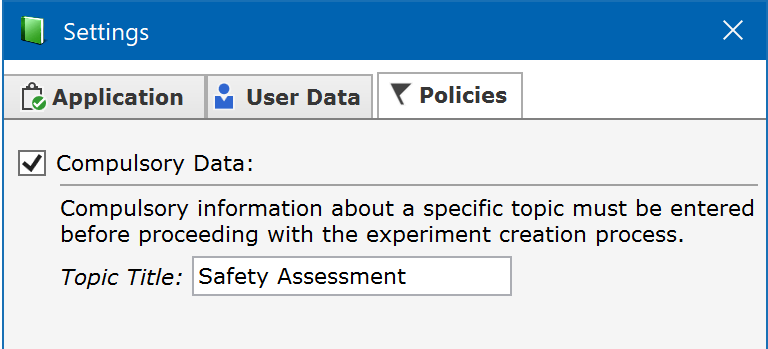 Settings
Application User Data Policies
Compulsory Data:
Compulsory information about a specific topic must be entered
before proceeding with the experiment creation process.
Topic Title: Safety Assessment